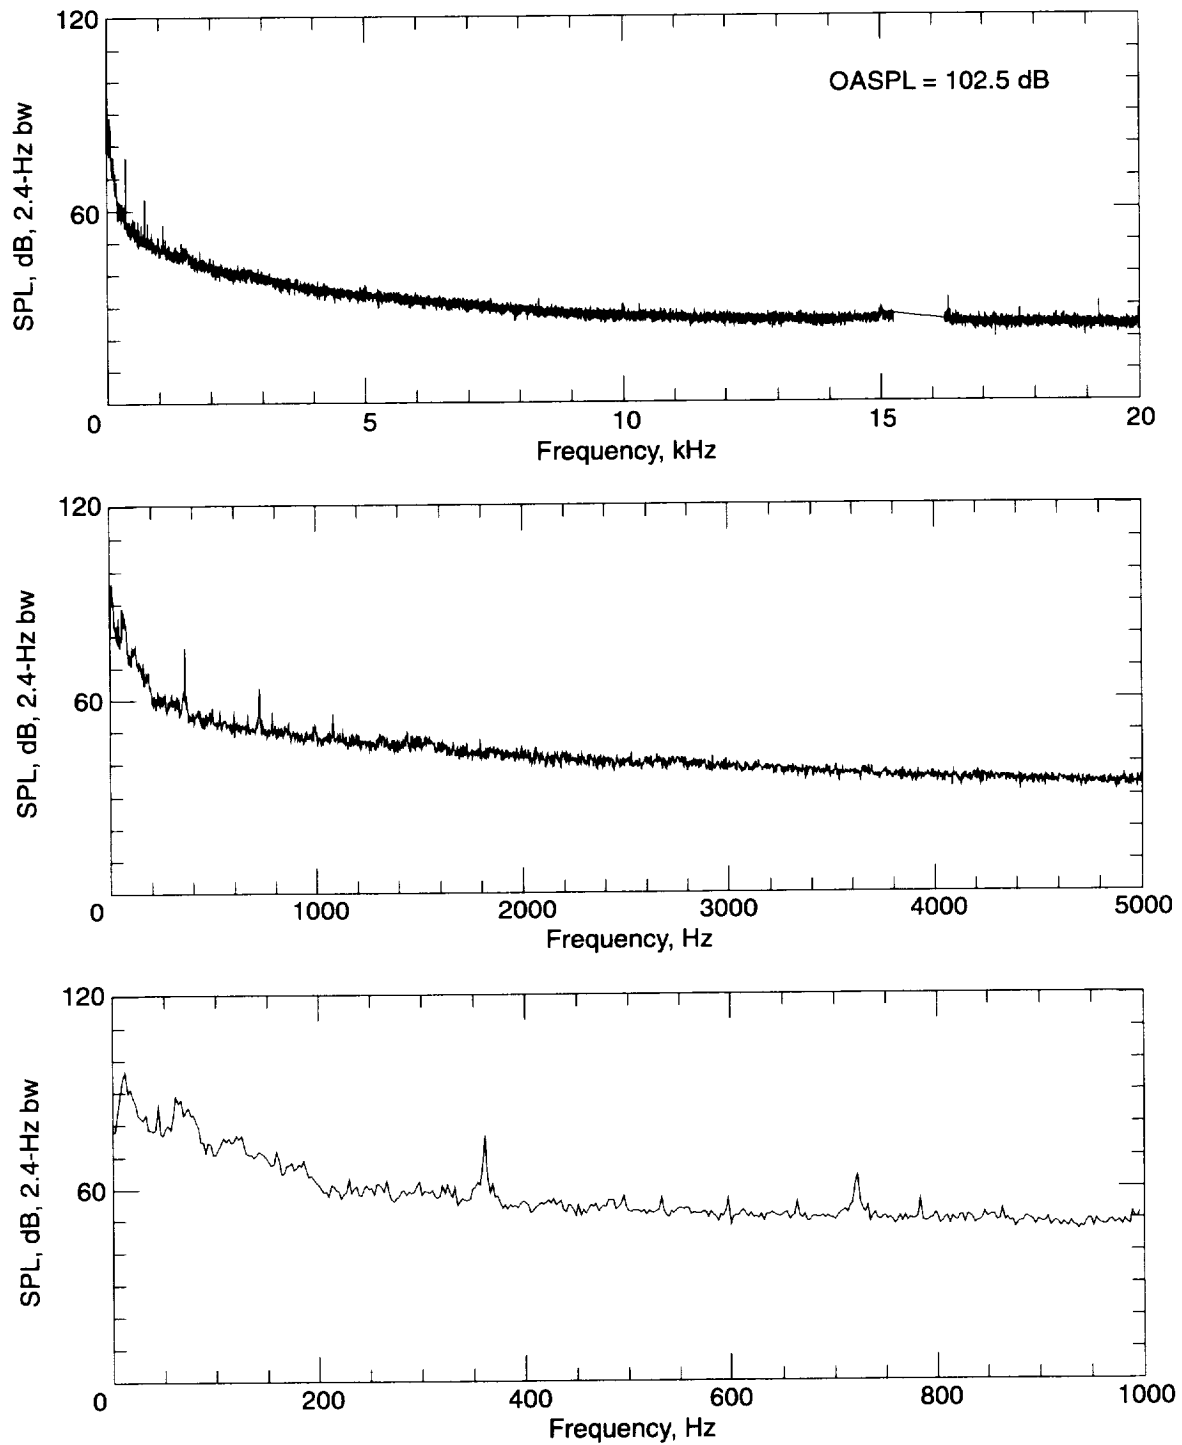 120
OASPL = 102.5 dB
SPL, dB, 2.4-Hz bw
60
0 5 10 15 20
Frequency, kHz
120
SPL, dB, 2.4-Hz bw
60
0 1000 2000 3000 4000 5000
Frequency, Hz
120
SPL, dB, 2.4-Hz bw
60
0 200 400 600 800 1000
Frequency, Hz